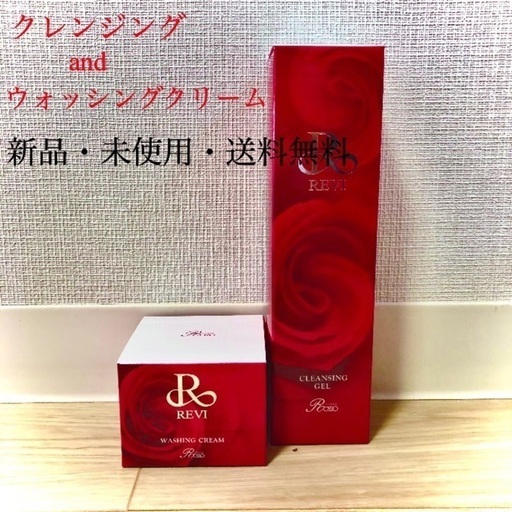 クレンジング
and
ウォッシングクリーム
新品・未使用・送料無料
R
REVI
CLEANSING
GEL
Rosso
R
REVI
WASHING CREAM
Rosso